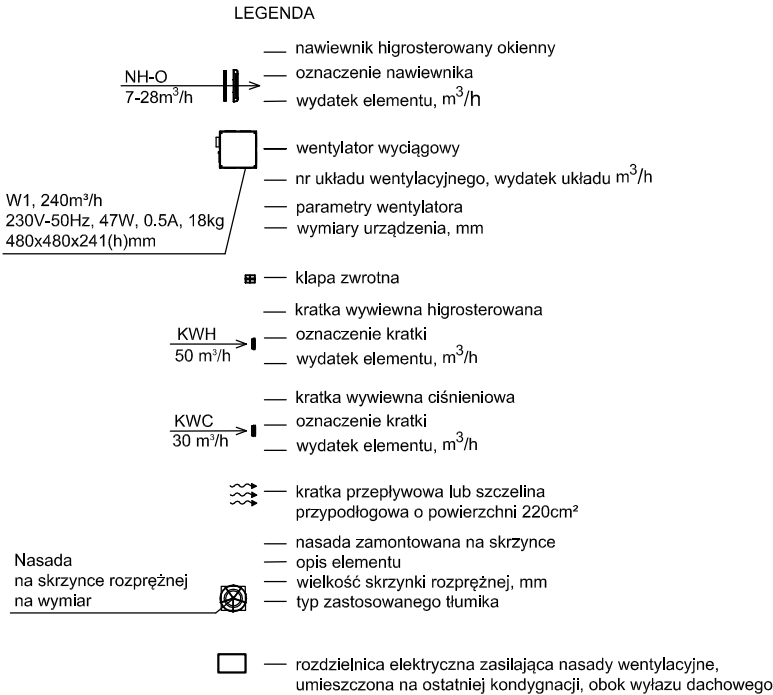 LEGENDA
nawiewnik higrosterowany okienny
NH-O
oznaczenie nawiewnika
7-28m³/h
wydatek elementu, m³/h
wentylator wyciągowy
nr układu wentylacyjnego, wydatek układu m³/h
W1, 240m³/h
230V-50Hz, 47W, 0.5A, 18kg
480x480x241(h)mm
parametry wentylatora
wymiary urządzenia, mm
klapa zwrotna
kratka wywiewna higrosterowana
KWH
oznaczenie kratki
50 m³/h
wydatek elementu, m³/h
kratka wywiewna ciśnieniowa
KWC
oznaczenie kratki
30 m³/h
wydatek elementu, m³/h
kratka przepływowa lub szczelina
przypodłogowa o powierzchni 220cm²
nasada zamontowana na skrzynce
Nasada
na skrzynce rozprężnej
na wymiar
opis elementu
wielkość skrzynki rozprężnej, mm
typ zastosowanego tłumika
rozdzielnica elektryczna zasilająca nasady wentylacyjne,
umieszczona na ostatniej kondygnacji, obok wyłazu dachowego